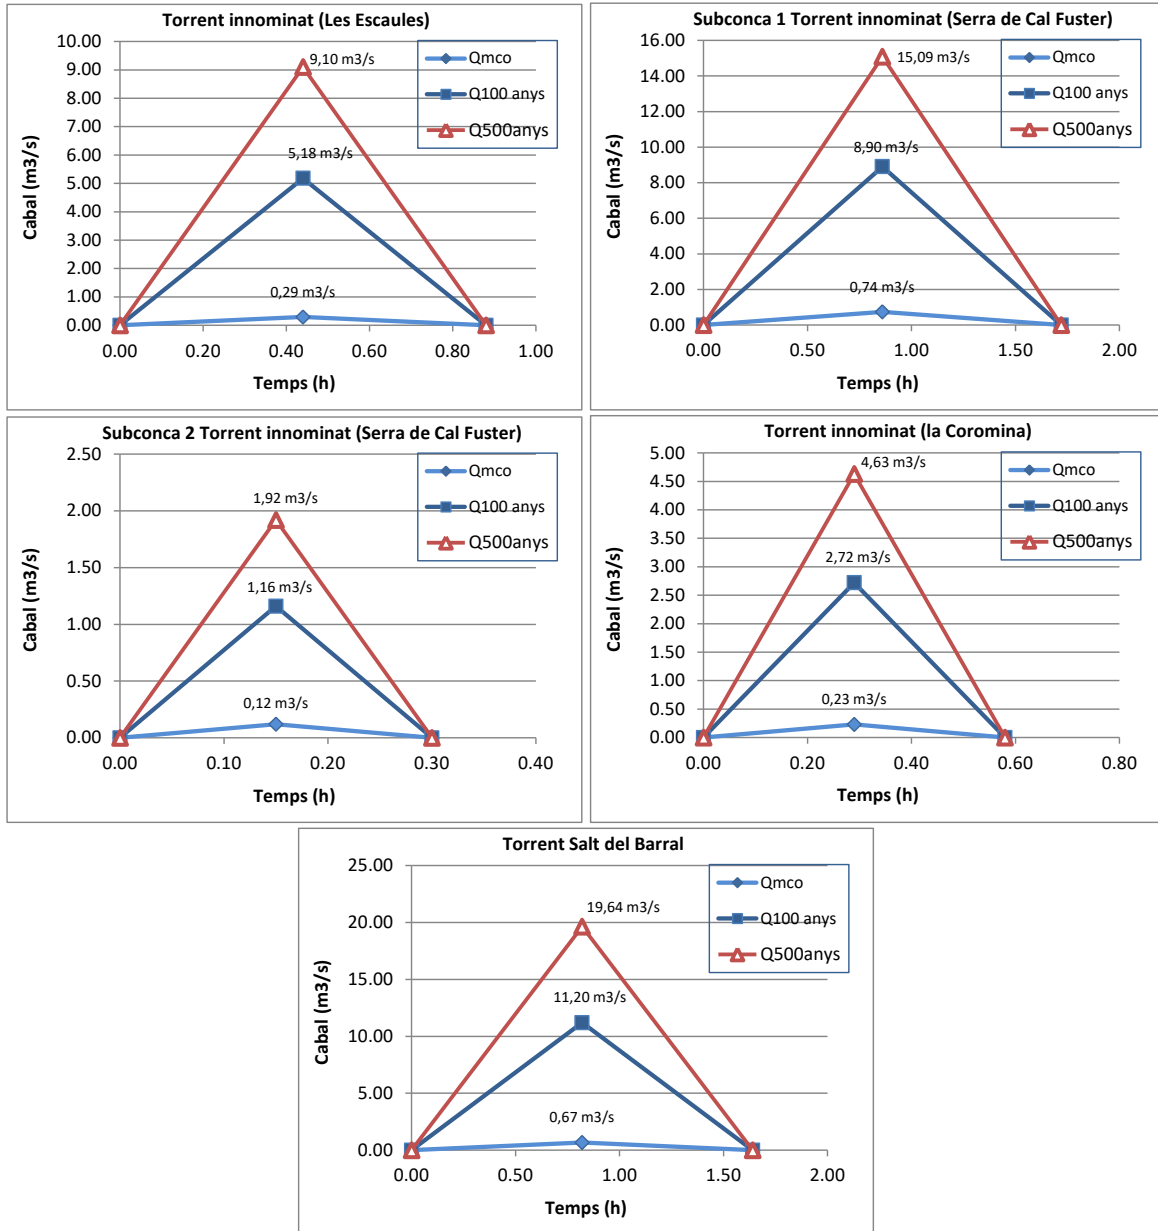 Torrent innominat (Les Escaules)
10.00
9.00
8.00
7.00
6.00
5.00
4.00
3.00
2.00
1.00
0.00
Cabal (m3/s)
9,10 m3/s
5,18 m3/s
0,29 m3/s
Qmco
Q100 anys
Q500anys
0.00 0.20 0.40 0.60 0.80 1.00
Temps (h)
Subconca 1 Torrent innominat (Serra de Cal Fuster)
16.00
14.00
12.00
10.00
8.00
6.00
4.00
2.00
0.00
Cabal (m3/s)
15,09 m3/s
8,90 m3/s
0,74 m3/s
Qmco
Q100 anys
Q500anys
0.00 0.50 1.00 1.50 2.00
Temps (h)
Subconca 2 Torrent innominat (Serra de Cal Fuster)
2.50
2.00
1.50
1.00
0.50
0.00
Cabal (m3/s)
1,92 m3/s
1,16 m3/s
0,12 m3/s
Qmco
Q100 anys
Q500anys
0.00 0.10 0.20 0.30 0.40
Temps (h)
Torrent innominat (la Coromina)
5.00
4.50
4.00
3.50
3.00
2.50
2.00
1.50
1.00
0.50
0.00
Cabal (m3/s)
4,63 m3/s
2,72 m3/s
0,23 m3/s
Qmco
Q100 anys
Q500anys
0.00 0.20 0.40 0.60 0.80
Temps (h)
Torrent Salt del Barral
25.00
20.00
15.00
10.00
5.00
0.00
Cabal (m3/s)
19,64 m3/s
11,20 m3/s
0,67 m3/s
Qmco
Q100 anys
Q500anys
0.00 0.50 1.00 1.50 2.00
Temps (h)